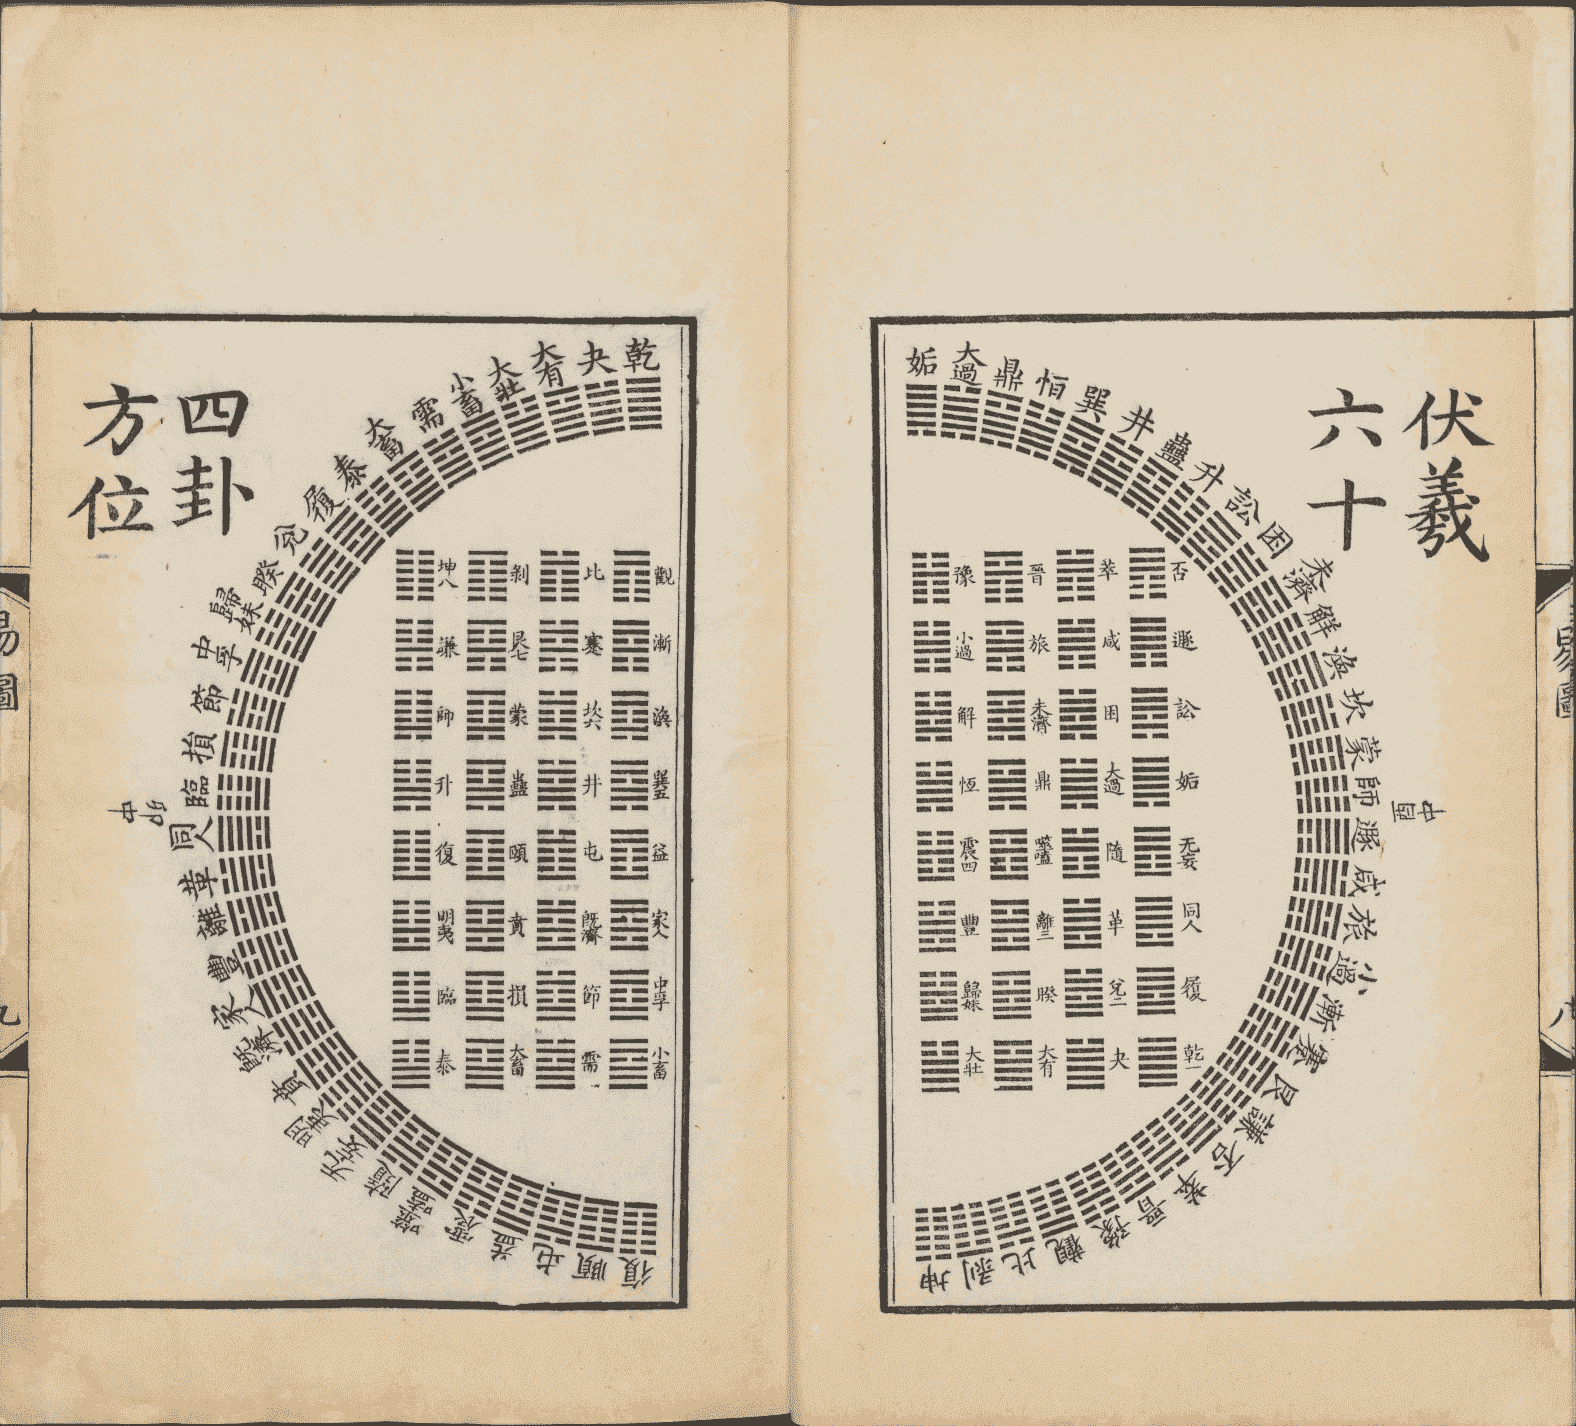 伏羲
六十
姤 大過 鼎 恒 巽 井 蠱 升 訟 困 未濟 解 渙 坎 蒙 師 遯 咸 旅 小過 漸 蹇 艮 謙 否 萃 晉 豫 觀 比 剝 坤
酉中
否 萃 晉 豫
遯 咸 旅 小過
訟 困 未濟 解
姤 大過 鼎 恆
无妄 隨 噬嗑 震四
同人 革 離三 豐
履 兌二 睽 歸妹
乾一 夬 大有 大壯
易圖
八
四卦
方位
乾 夬 大有 大壯 小畜 需 大畜 泰 履 兌 睽 歸妹 中孚 節 損 臨 同人 革 離 豐 家人 既濟 賁 明夷 无妄 隨 噬嗑 震 益 屯 頤 復
卯中
觀 比 剝 坤八
漸 蹇 艮七 謙
渙 坎六 蒙 師
巽五 井 蠱 升
益 屯 頤 復
家人 既濟 賁 明夷
中孚 節 損 臨
小畜 需 大畜 泰
易圖
九